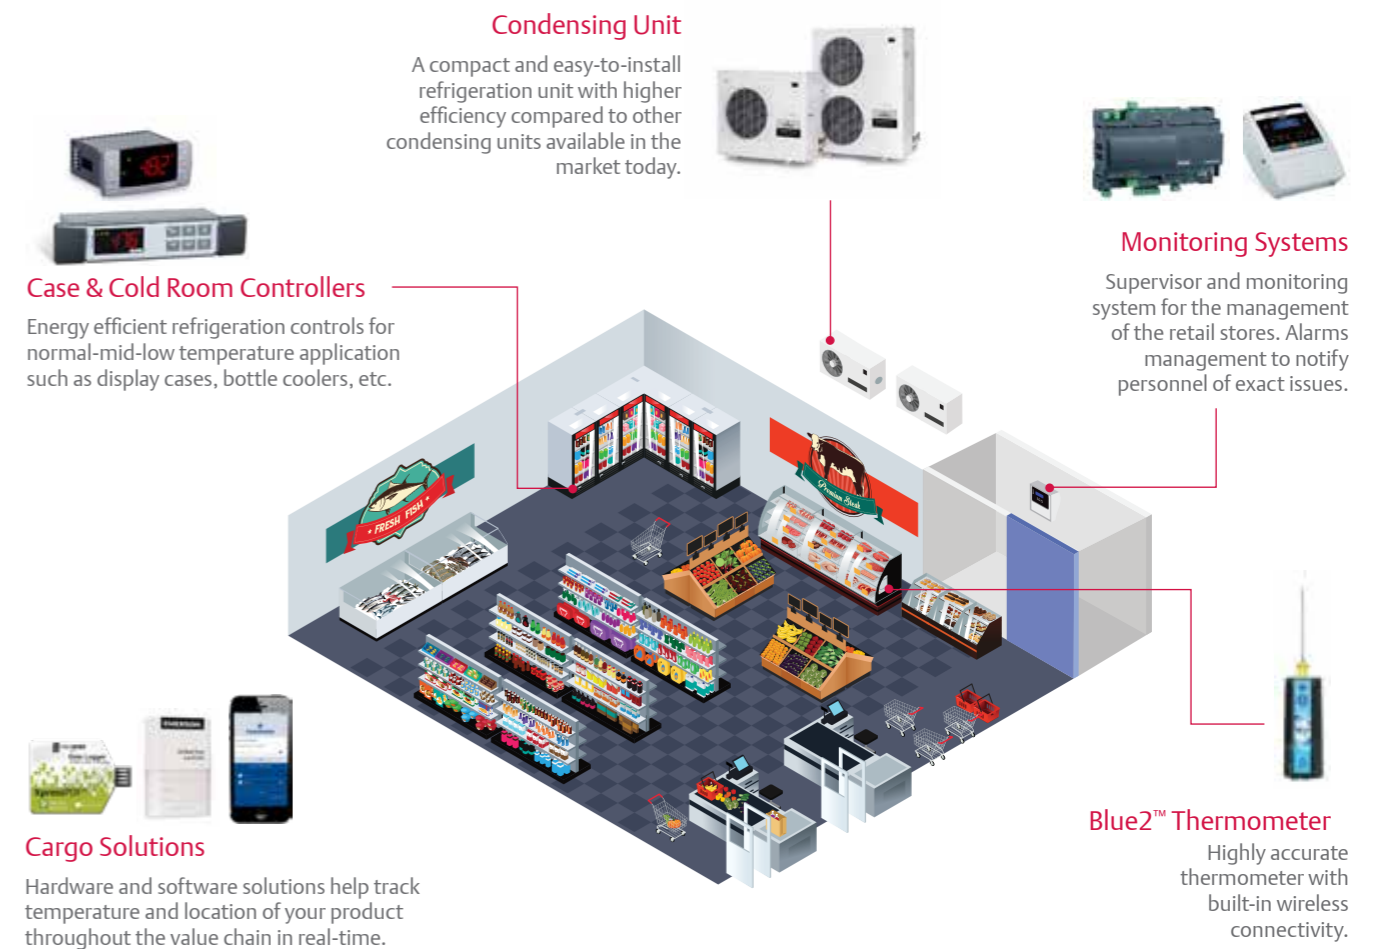 Condensing Unit
A compact and easy-to-install
refrigeration unit with higher
efficiency compared to other
condensing units available in the
market today.
Monitoring Systems
Supervisor and monitoring
system for the management
of the retail stores. Alarms
management to notify
personnel of exact issues.
Case & Cold Room Controllers
Energy efficient refrigeration controls for
normal-mid-low temperature application
such as display cases, bottle coolers, etc.
FRESH FISH
Premium Steak
EMERSON
Cargo Solutions
Hardware and software solutions help track
temperature and location of your product
throughout the value chain in real-time.
Blue2™ Thermometer
Highly accurate
thermometer with
built-in wireless
connectivity.